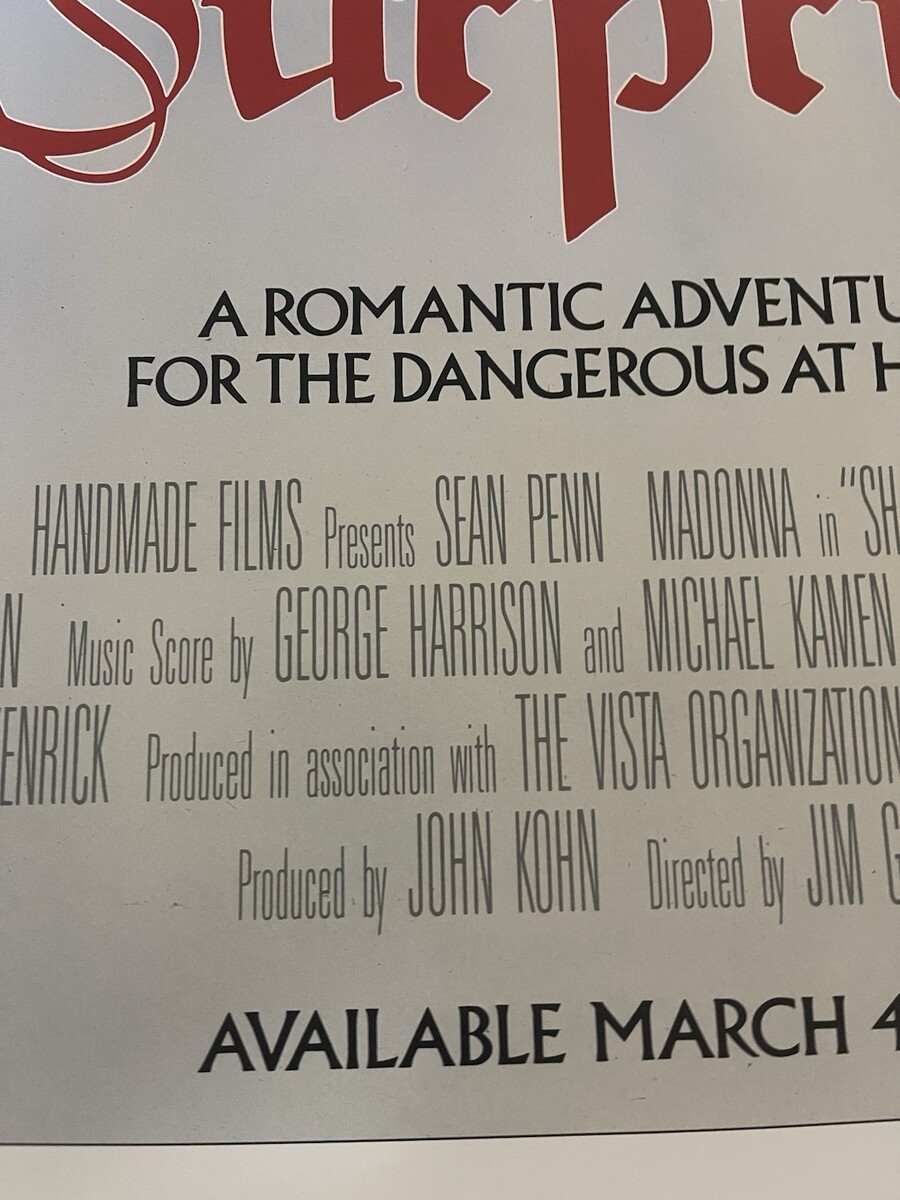 Surpri
A ROMANTIC ADVENTU
FOR THE DANGEROUS AT H
HANDMADE FILMS Presents SEAN PENN MADONNA in "SH
N Music Score by GEORGE HARRISON and MICHAEL KAMEN
ENRICK Produced in association with THE VISTA ORGANIZATION
Produced by JOHN KOHN Directed by JIM G
AVAILABLE MARCH 4